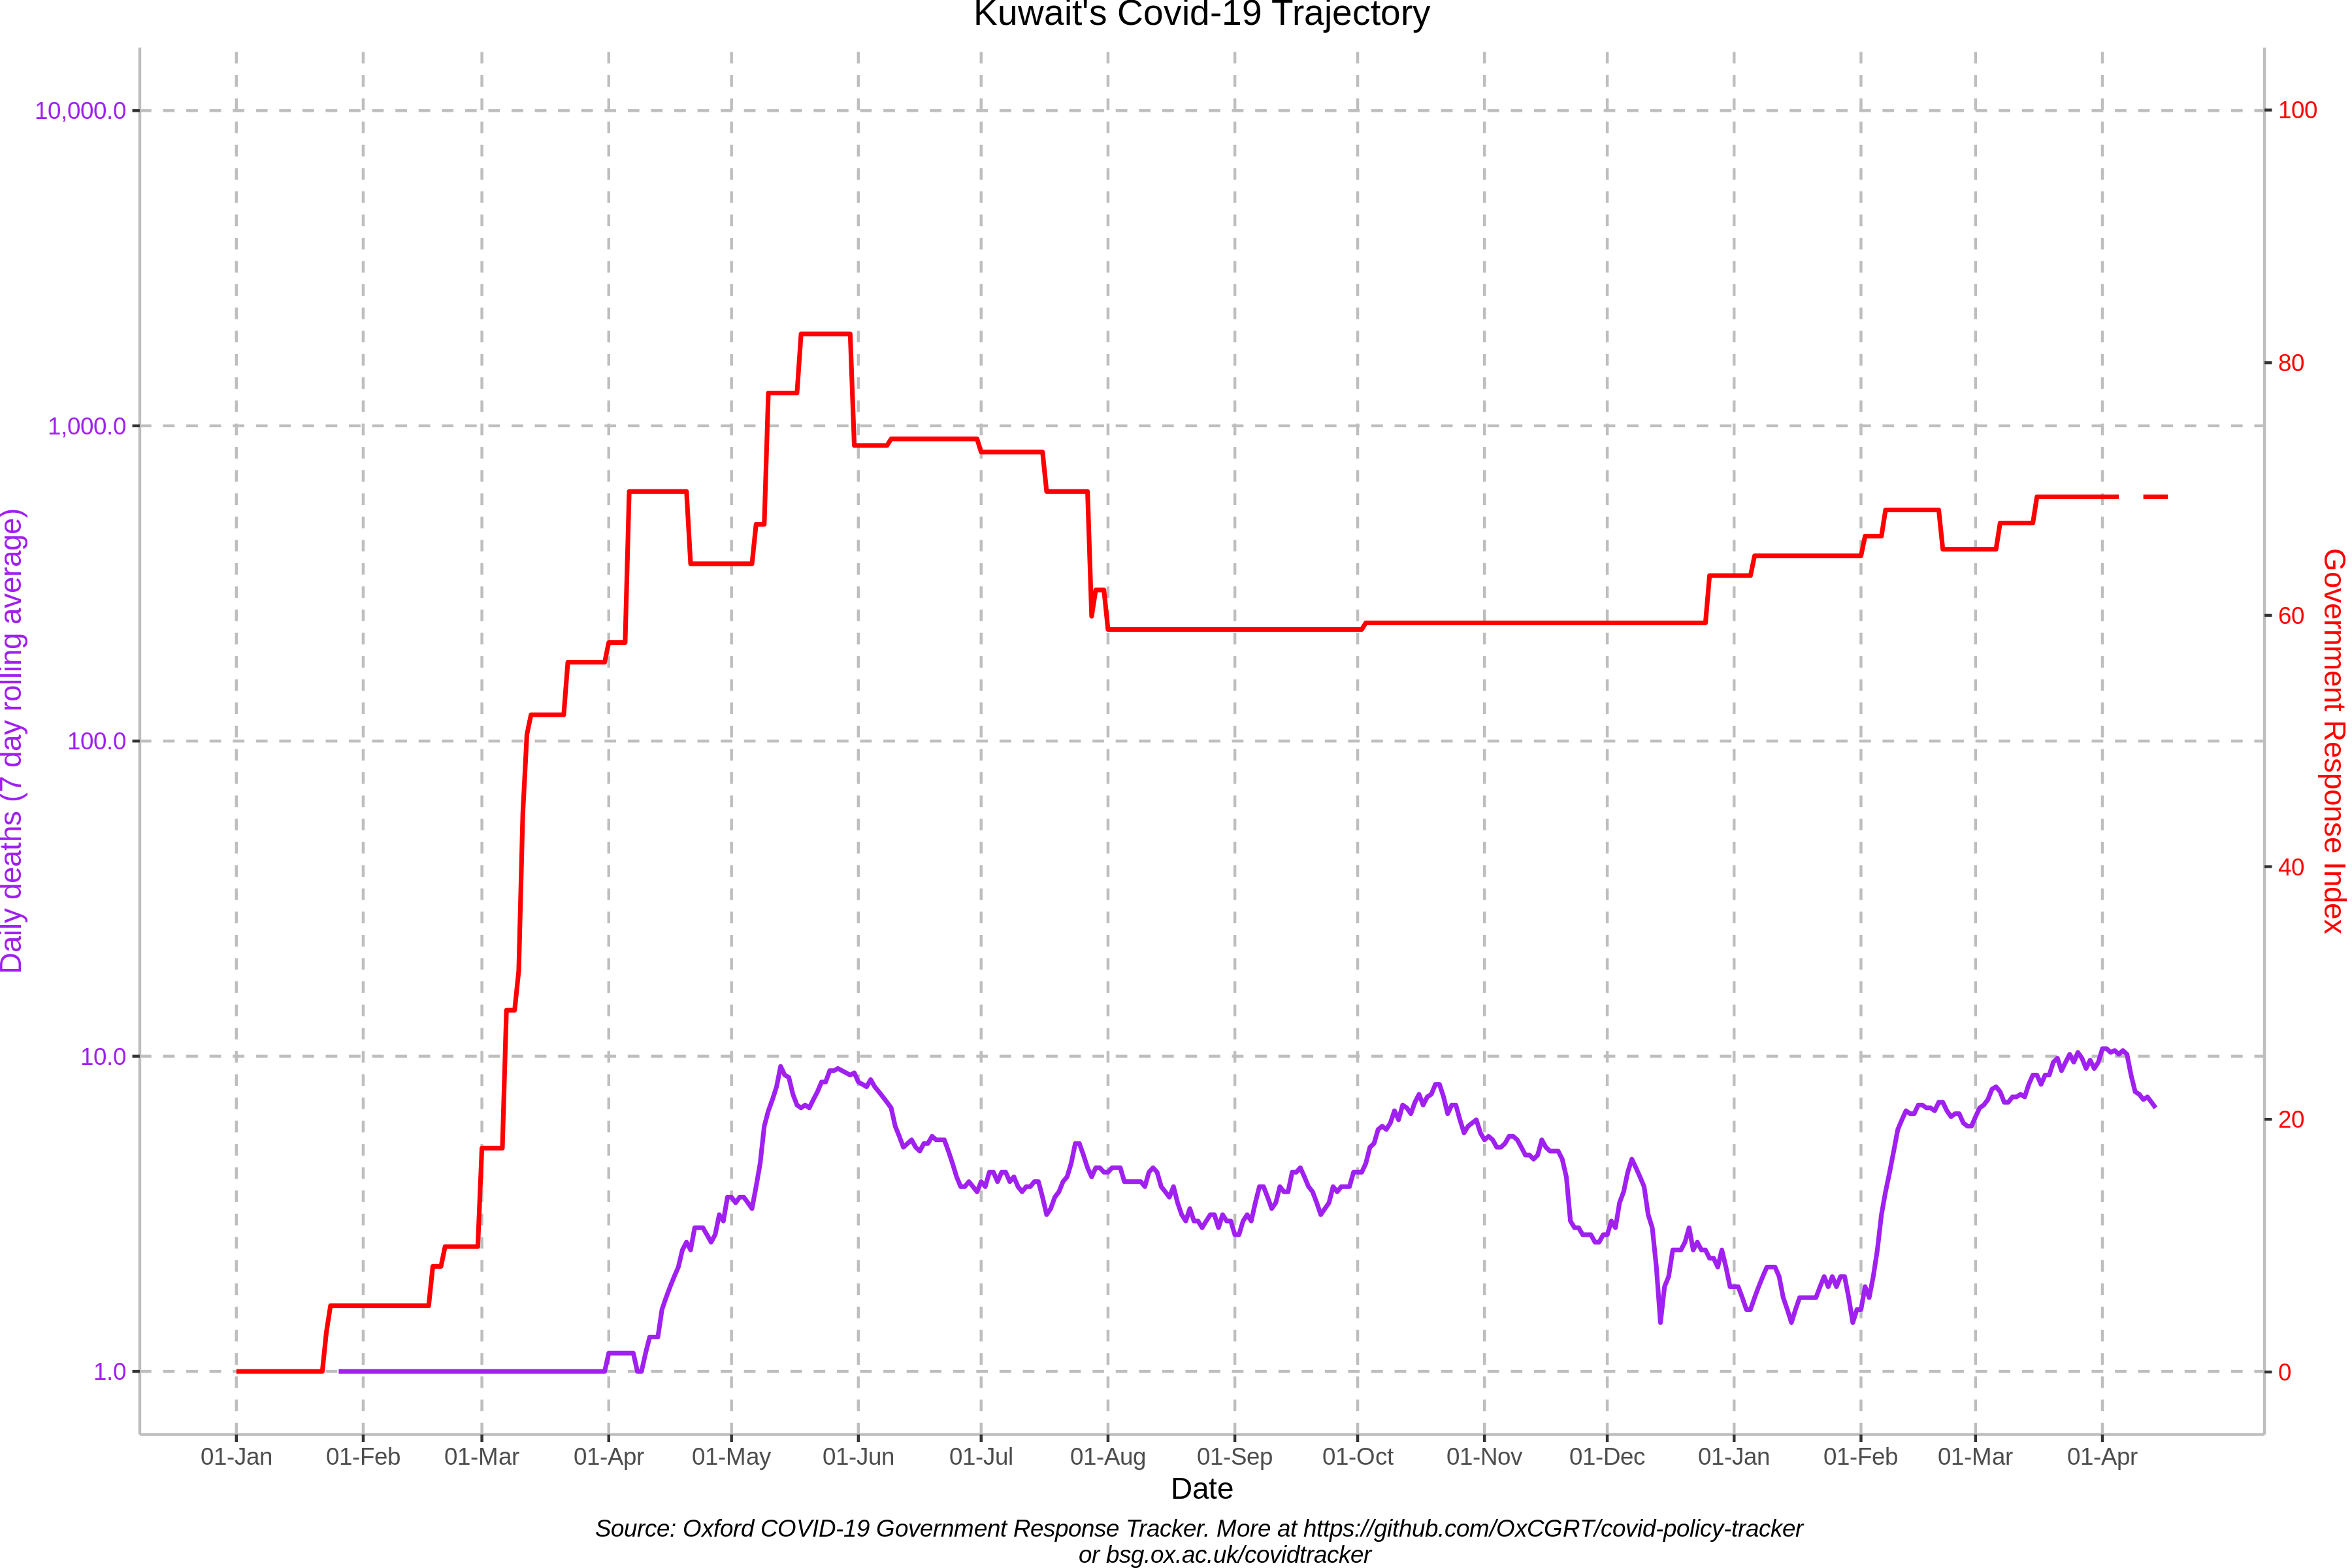 Kuwait's Covid-19 Trajectory
10,000.0
1,000.0
100.0
10.0
1.0
Daily deaths (7 day rolling average)
100
80
60
40
20
0
Government Response Index
01-Jan 01-Feb 01-Mar 01-Apr 01-May 01-Jun 01-Jul 01-Aug 01-Sep 01-Oct 01-Nov 01-Dec 01-Jan 01-Feb 01-Mar 01-Apr
Date
Source: Oxford COVID-19 Government Response Tracker. More at https://github.com/OxCGRT/covid-policy-tracker
or bsg.ox.ac.uk/covidtracker